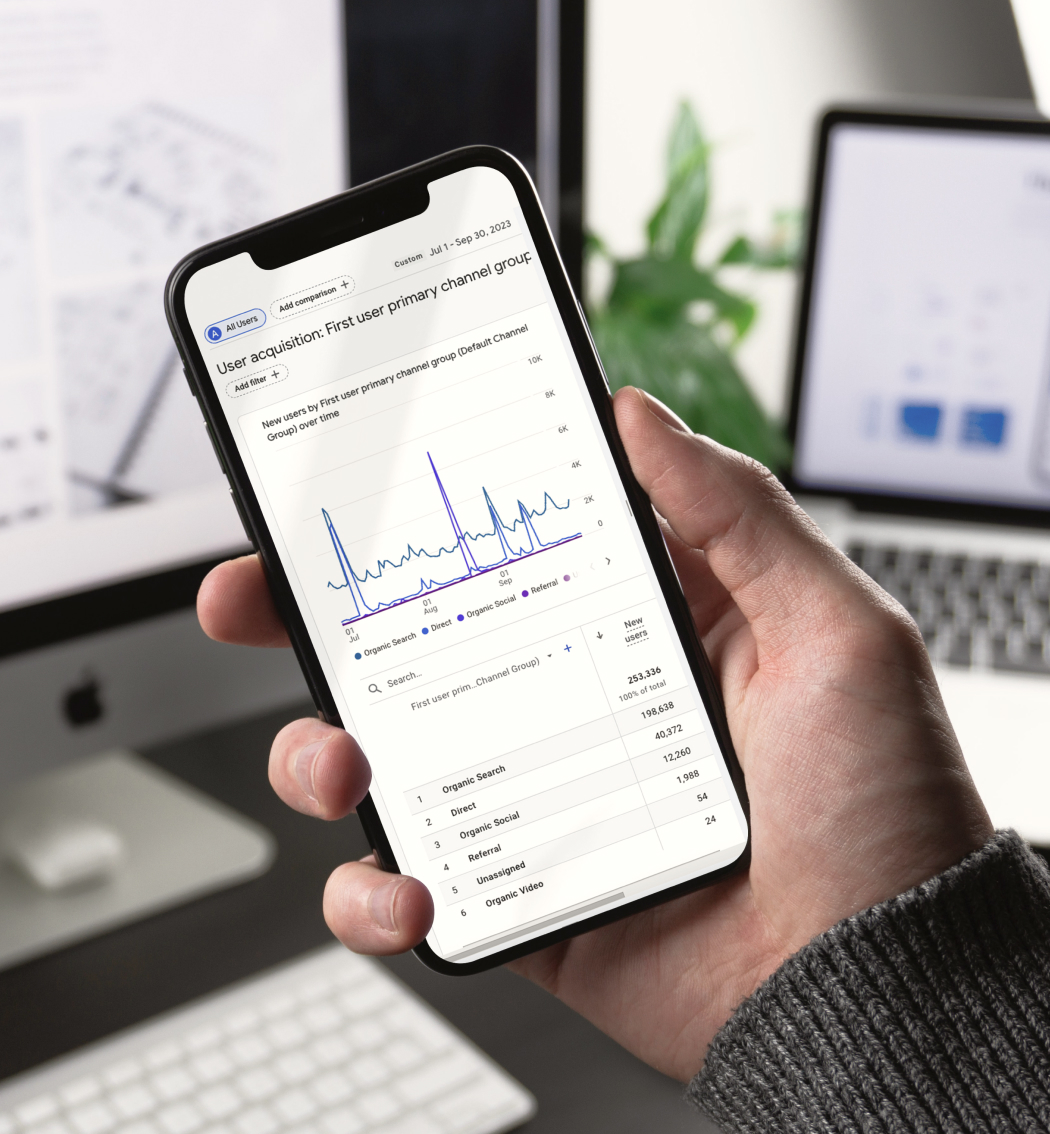 Custom Jul 1 - Sep 30, 2023
A All Users Add comparison +
User acquisition: First user primary channel group
Add filter +
New users by First user primary channel group (Default Channel
Group) over time
10K
8K
6K
4K
2K
0
01
Jul
01
Aug
01
Sep
Organic Search Direct Organic Social Referral
Search...
First user prim...Channel Group) +
New
users
253,336
100% of total
1 Organic Search 198,638
2 Direct 40,372
3 Organic Social 12,260
4 Referral 1,988
5 Unassigned 54
6 Organic Video 24